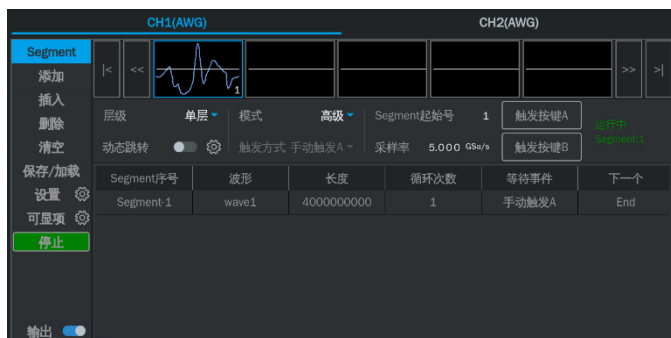 CH1(AWG) CH2(AWG)
Segment
添加
插入
删除
清空
保存/加载
设置
可显项
停止
输出
|< << 1 >> >|
层级 单层 模式 高级 Segment起始号 1 触发按键A 运行中
动态跳转 触发方式 手动触发A 采样率 5.000 GSa/s 触发按键B Segment:1
Segment序号 波形 长度 循环次数 等待事件 下一个
Segment-1 wave1 4000000000 1 手动触发A End